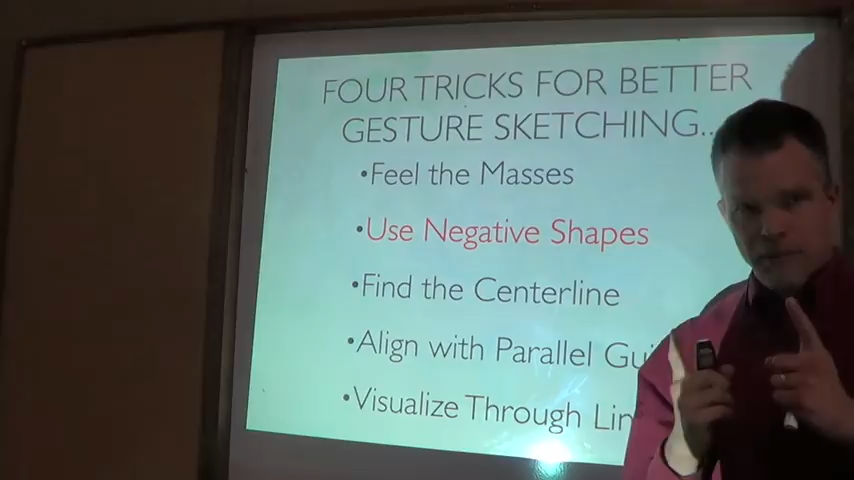 FOUR TRICKS FOR BETTER
GESTURE SKETCHING...
•Feel the Masses
•Use Negative Shapes
•Find the Centerline
•Align with Parallel
•Visualize Through